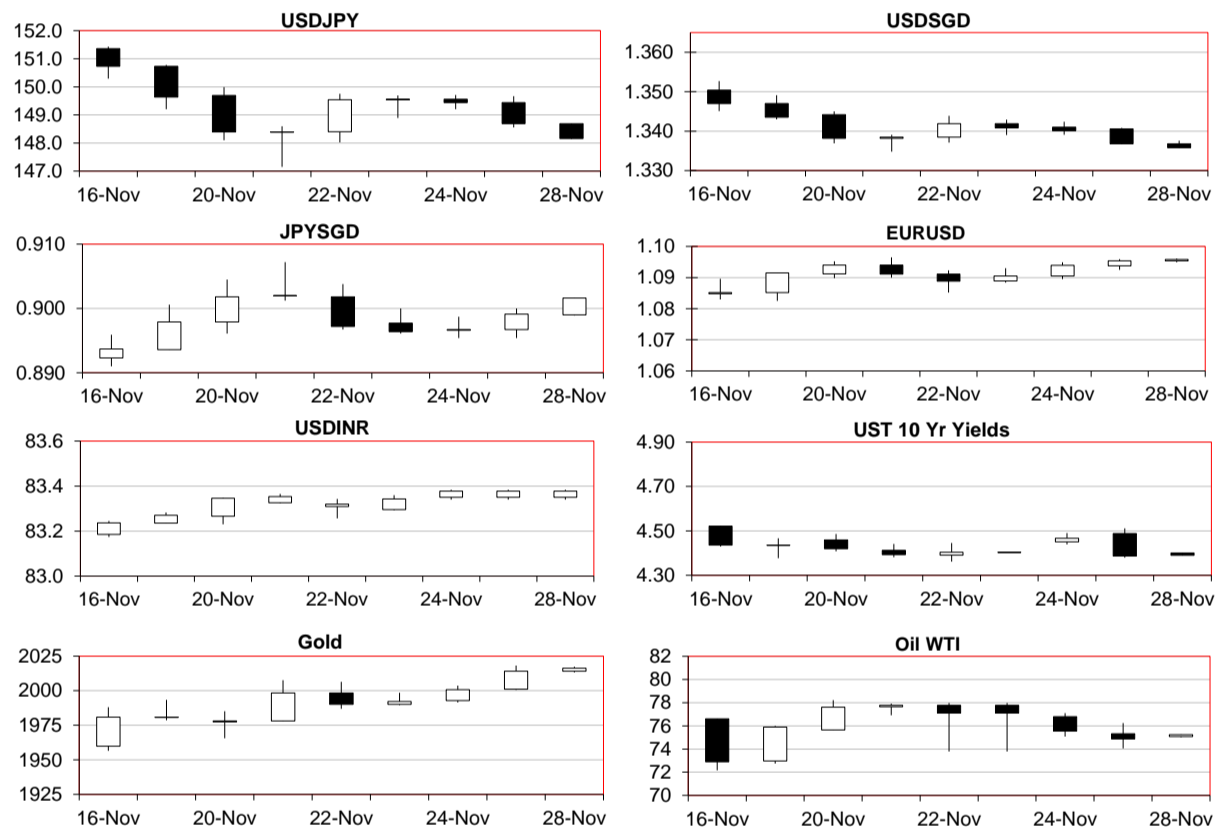 USDJPY
152.0
151.0
150.0
149.0
148.0
147.0
16-Nov 20-Nov 22-Nov 24-Nov 28-Nov
USDSGD
1.360
1.350
1.340
1.330
16-Nov 20-Nov 22-Nov 24-Nov 28-Nov
JPYSGD
0.910
0.900
0.890
16-Nov 20-Nov 22-Nov 24-Nov 28-Nov
EURUSD
1.10
1.09
1.08
1.07
1.06
16-Nov 20-Nov 22-Nov 24-Nov 28-Nov
USDINR
83.6
83.4
83.2
83.0
16-Nov 20-Nov 22-Nov 24-Nov 28-Nov
UST 10 Yr Yields
4.90
4.70
4.50
4.30
16-Nov 20-Nov 22-Nov 24-Nov 28-Nov
Gold
2025
2000
1975
1950
1925
16-Nov 20-Nov 22-Nov 24-Nov 28-Nov
Oil WTI
82
80
78
76
74
72
70
16-Nov 20-Nov 22-Nov 24-Nov 28-Nov